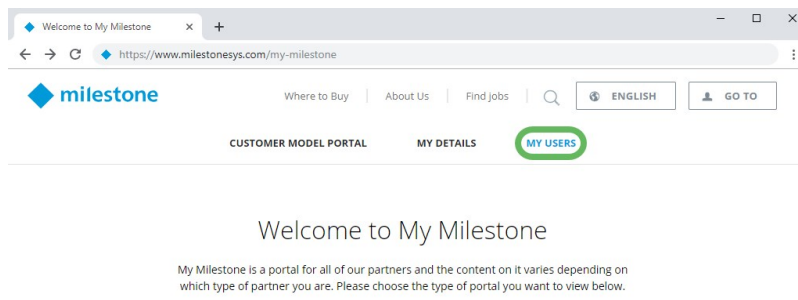 Welcome to My Milestone
https://www.milestonesys.com/my-milestone
milestone
Where to Buy
About Us
Find jobs
ENGLISH
GO TO
CUSTOMER MODEL PORTAL
MY DETAILS
MY USERS
Welcome to My Milestone
My Milestone is a portal for all of our partners and the content on it varies depending on
which type of partner you are. Please choose the type of portal you want to view below.